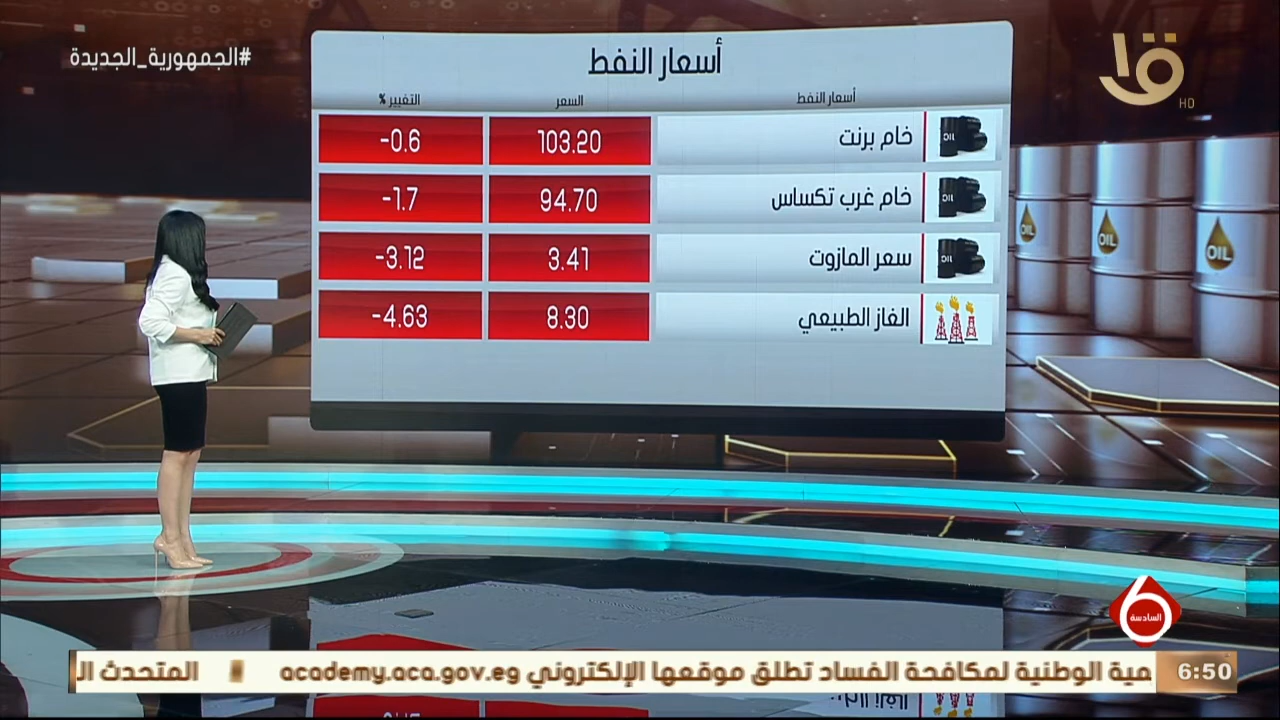 #الجمهورية_الجديدة
HD
أسعار النفط
أسعار النفط السعر التغيير %
خام برنت 103.20 -0.6
خام غرب تكساس 94.70 -1.7
سعر المازوت 3.41 -3.12
الغاز الطبيعي 8.30 -4.63
OIL OIL OIL
6
السادسة
6:50
مية الوطنية لمكافحة الفساد تطلق موقعها الإلكتروني academy.aca.gov.eg المتحدث ال